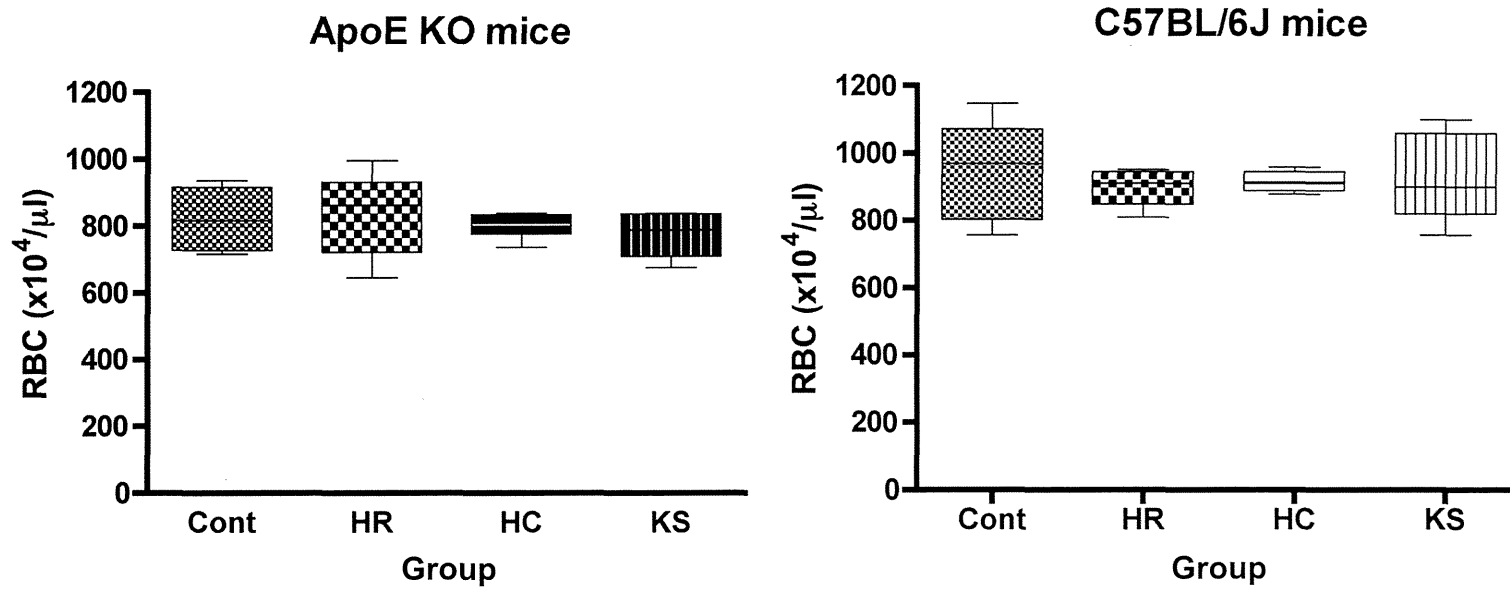 ApoE KO mice
RBC (x10⁴/µl)
1200
1000
800
600
400
200
0
Cont HR HC KS
Group
C57BL/6J mice
RBC (x10⁴/µl)
1200
1000
800
600
400
200
0
Cont HR HC KS
Group